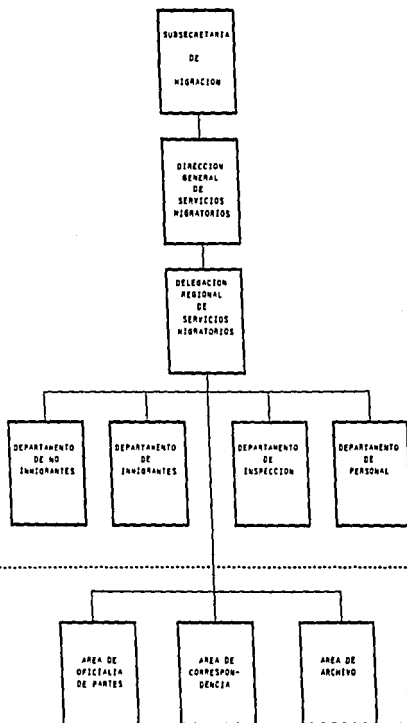 SUBSECRETARIA
DE
MIGRACION
DIRECCION
GENERAL
DE
SERVICIOS
MIGRATORIOS
DELEGACION
REGIONAL
DE
SERVICIOS
MIGRATORIOS
DEPARTAMENTO
DE NO
INMIGRANTES
DEPARTAMENTO
DE
INMIGRANTES
DEPARTAMENTO
DE
INSPECCION
DEPARTAMENTO
DE
PERSONAL
AREA DE
OFICIALIA
DE PARTES
AREA DE
CORRESPON-
DENCIA
AREA DE
ARCHIVO